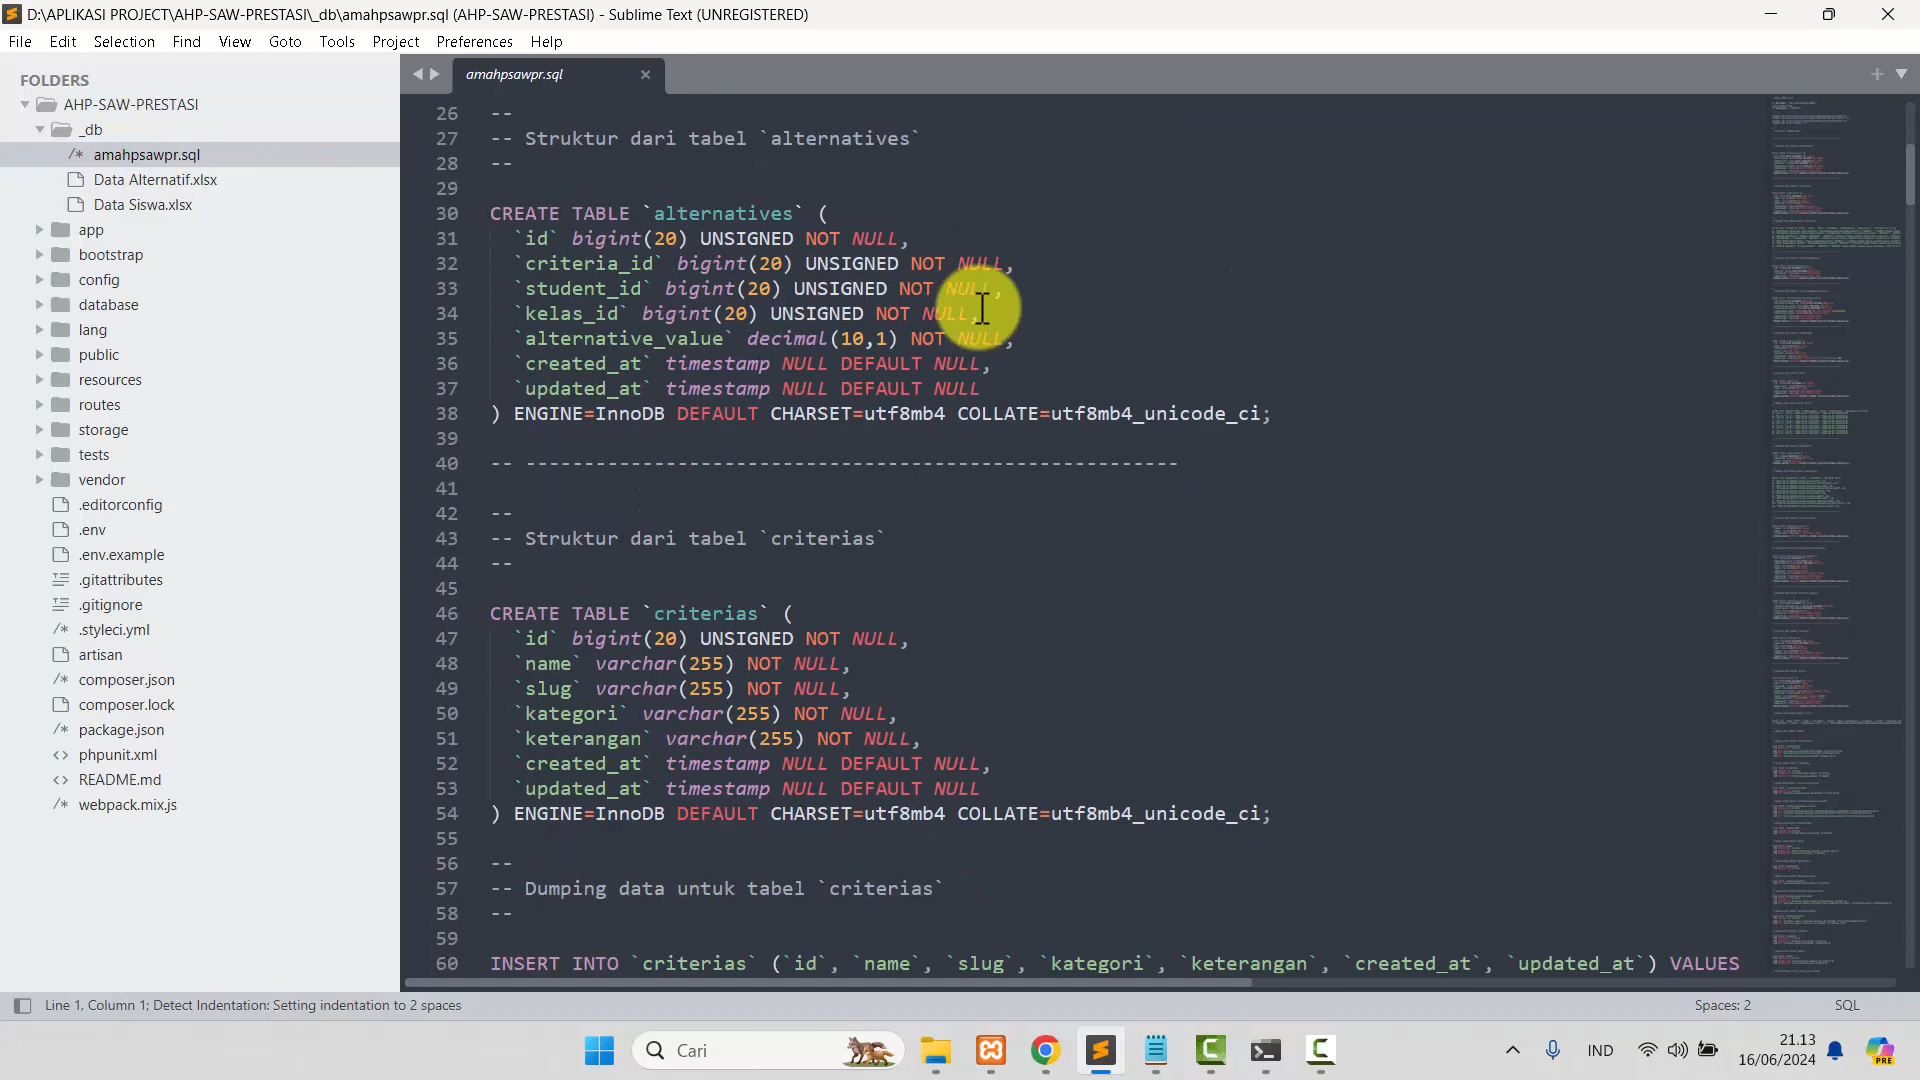 D:\APLIKASI PROJECT\AHP-SAW-PRESTASI\_db\amahpsawpr.sql (AHP-SAW-PRESTASI) - Sublime Text (UNREGISTERED)
File Edit Selection Find View Goto Tools Project Preferences Help
FOLDERS
AHP-SAW-PRESTASI
_db
/* amahpsawpr.sql
Data Alternatif.xlsx
Data Siswa.xlsx
app
bootstrap
config
database
lang
public
resources
routes
storage
tests
vendor
.editorconfig
.env
.env.example
.gitattributes
.gitignore
/* .styleci.yml
artisan
/* composer.json
composer.lock
/* package.json
<> phpunit.xml
<> README.md
/* webpack.mix.js
amahpsawpr.sql
26 --
27 -- Struktur dari tabel `alternatives`
28 --
29
30 CREATE TABLE `alternatives` (
31 `id` bigint(20) UNSIGNED NOT NULL,
32 `criteria_id` bigint(20) UNSIGNED NOT NULL,
33 `student_id` bigint(20) UNSIGNED NOT NULL,
34 `kelas_id` bigint(20) UNSIGNED NOT NULL,
35 `alternative_value` decimal(10,1) NOT NULL,
36 `created_at` timestamp NULL DEFAULT NULL,
37 `updated_at` timestamp NULL DEFAULT NULL
38 ) ENGINE=InnoDB DEFAULT CHARSET=utf8mb4 COLLATE=utf8mb4_unicode_ci;
39
40 -- --------------------------------------------------------
41
42 --
43 -- Struktur dari tabel `criterias`
44 --
45
46 CREATE TABLE `criterias` (
47 `id` bigint(20) UNSIGNED NOT NULL,
48 `name` varchar(255) NOT NULL,
49 `slug` varchar(255) NOT NULL,
50 `kategori` varchar(255) NOT NULL,
51 `keterangan` varchar(255) NOT NULL,
52 `created_at` timestamp NULL DEFAULT NULL,
53 `updated_at` timestamp NULL DEFAULT NULL
54 ) ENGINE=InnoDB DEFAULT CHARSET=utf8mb4 COLLATE=utf8mb4_unicode_ci;
55
56 --
57 -- Dumping data untuk tabel `criterias`
58 --
59
60 INSERT INTO `criterias` (`id`, `name`, `slug`, `kategori`, `keterangan`, `created_at`, `updated_at`) VALUES
Line 1, Column 1; Detect Indentation: Setting indentation to 2 spaces
Spaces: 2
SQL
Cari
IND
21.13
16/06/2024
PRE